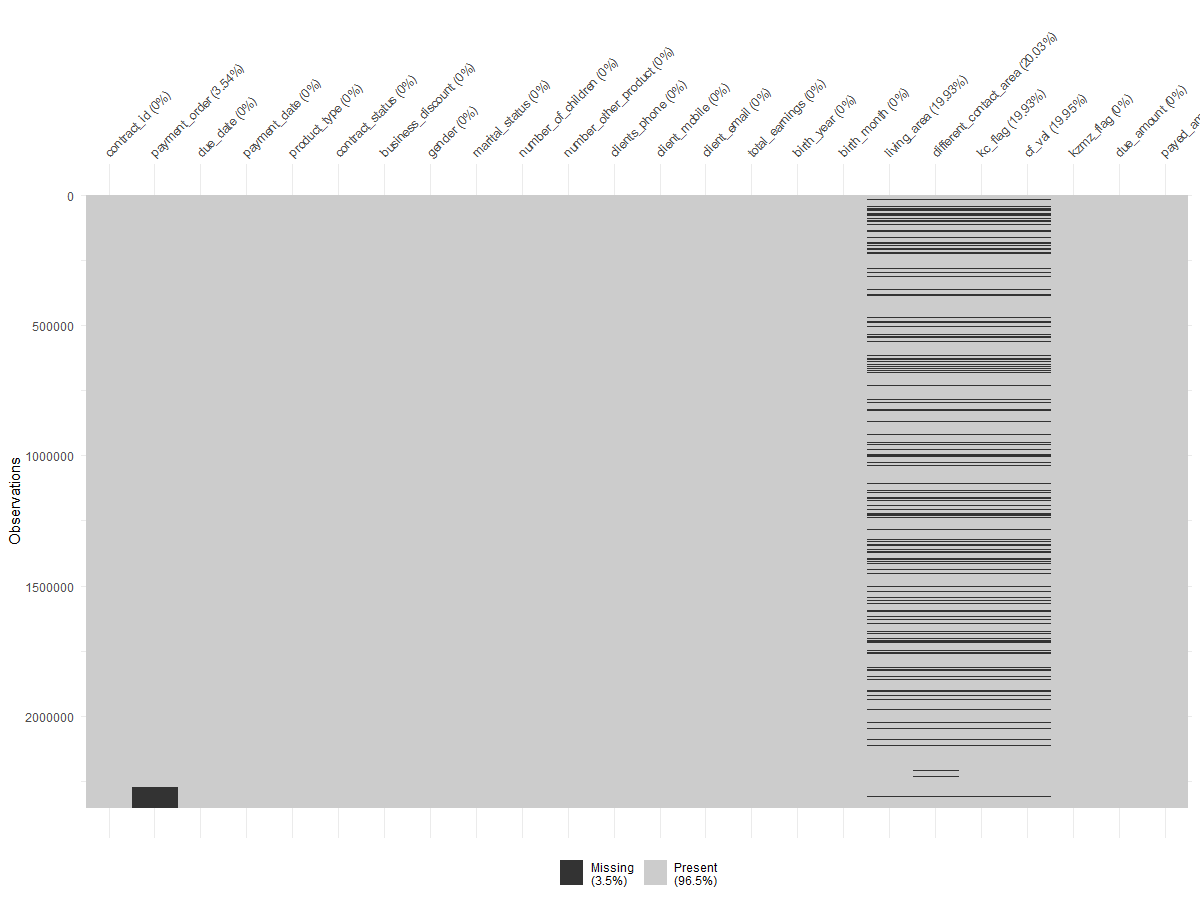 contract_id (0%)
payment_order (3.54%)
due_date (0%)
payment_date (0%)
product_type (0%)
contract_status (0%)
business_discount (0%)
gender (0%)
marital_status (0%)
number_of_children (0%)
number_other_product (0%)
clients_phone (0%)
client_mobile (0%)
client_email (0%)
total_earnings (0%)
birth_year (0%)
birth_month (0%)
living_area (19.93%)
different_contact_area (20.03%)
kc_flag (19.93%)
cf_val (19.95%)
kzmz_flag (0%)
due_amount (0%)
payed_am
0
500000
1000000
1500000
2000000
Observations
Missing
(3.5%)
Present
(96.5%)